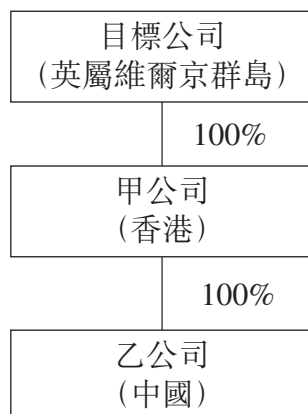 目標公司
（英屬維爾京群島）
100%
甲公司
（香港）
100%
乙公司
（中國）